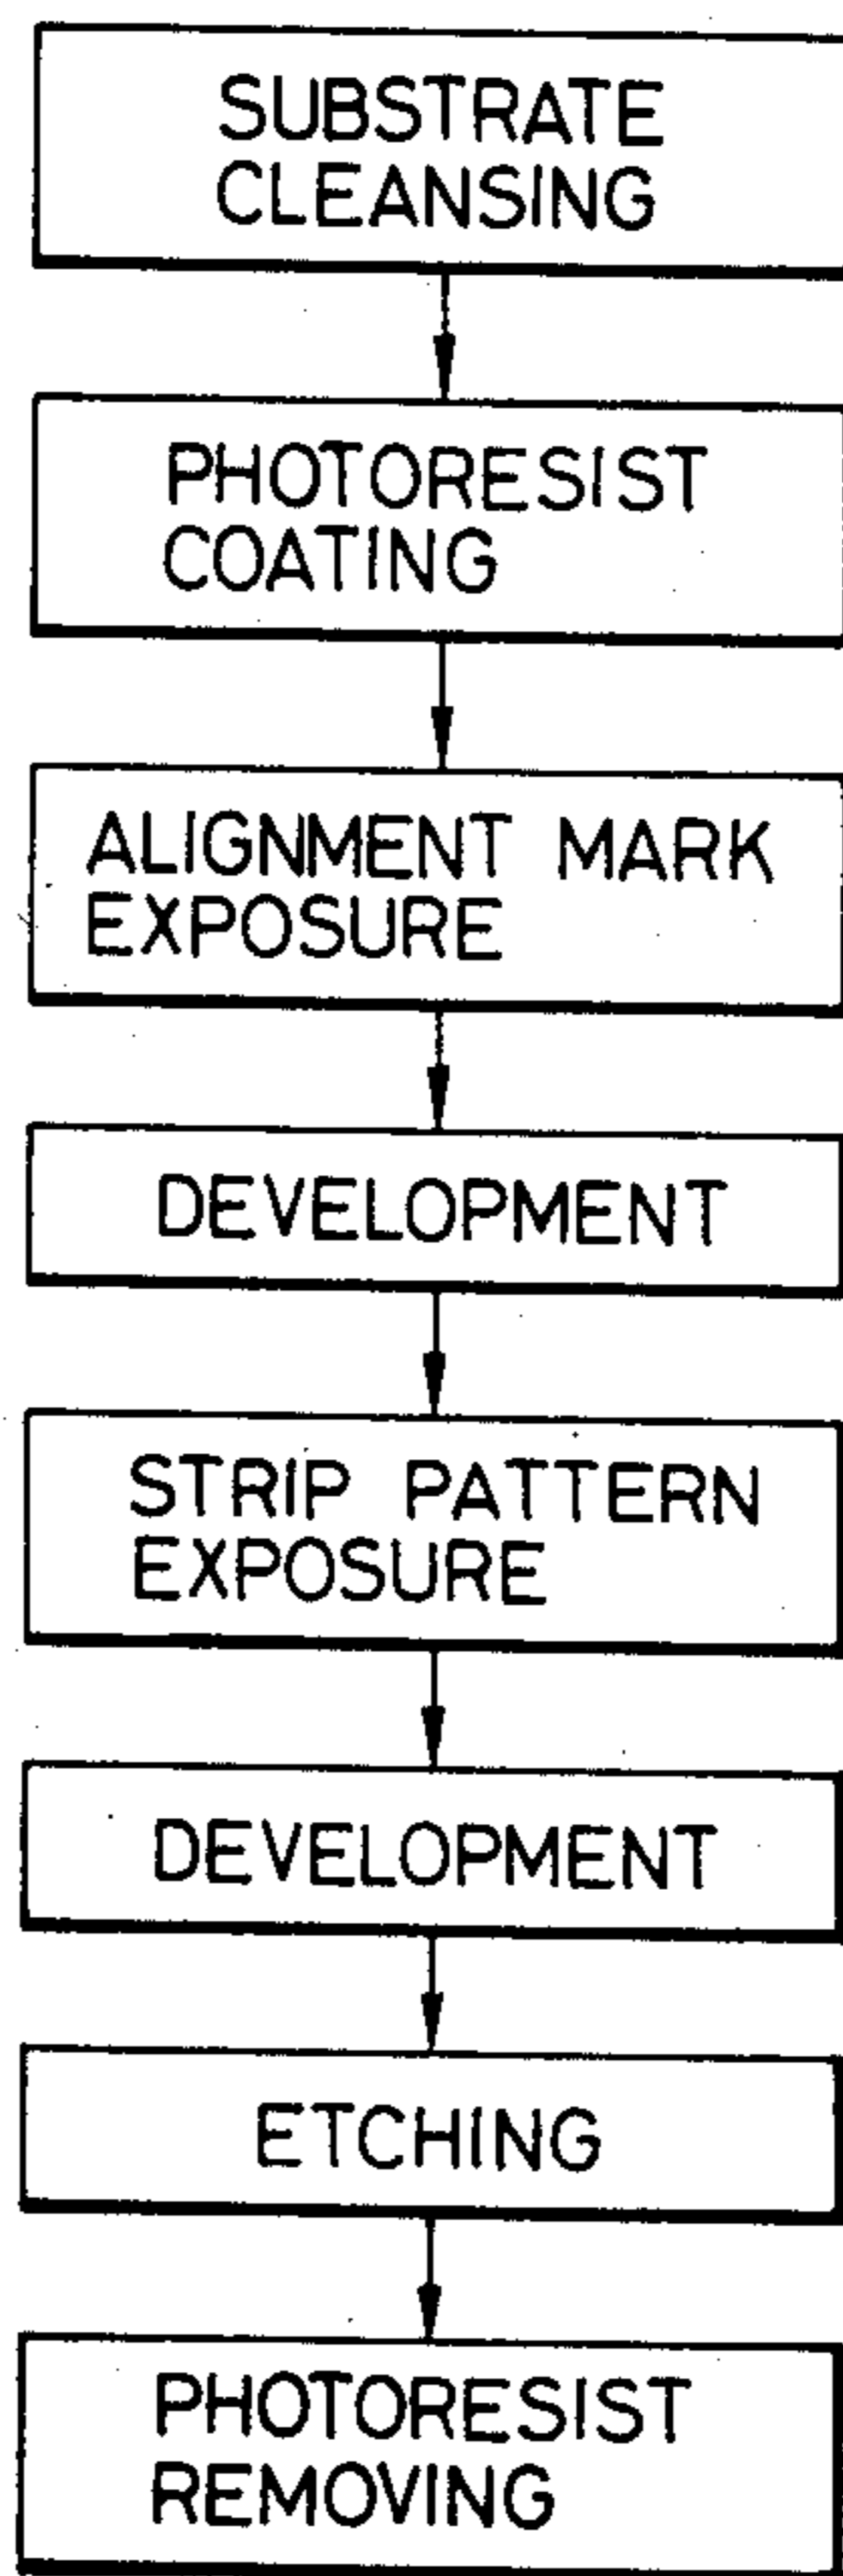 SUBSTRATE
CLEANSING
PHOTORESIST
COATING
ALIGNMENT MARK
EXPOSURE
DEVELOPMENT
STRIP PATTERN
EXPOSURE
DEVELOPMENT
ETCHING
PHOTORESIST
REMOVING